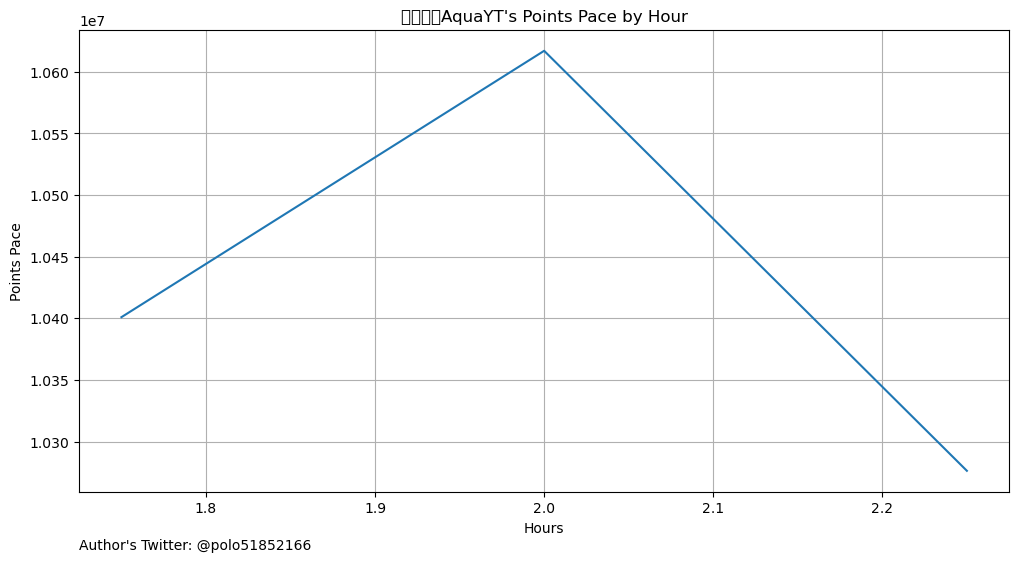 AquaYT's Points Pace by Hour
1e7
1.060
1.055
1.050
1.045
1.040
1.035
1.030
Points Pace
1.8 1.9 2.0 2.1 2.2
Hours
Author's Twitter: @polo51852166